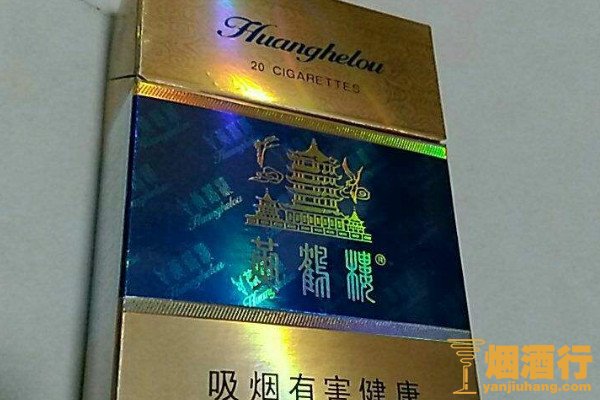 Huanghelou
20 CIGARETTES
黄鹤楼®
吸烟有害健康
烟酒行
yanjiuhang.com